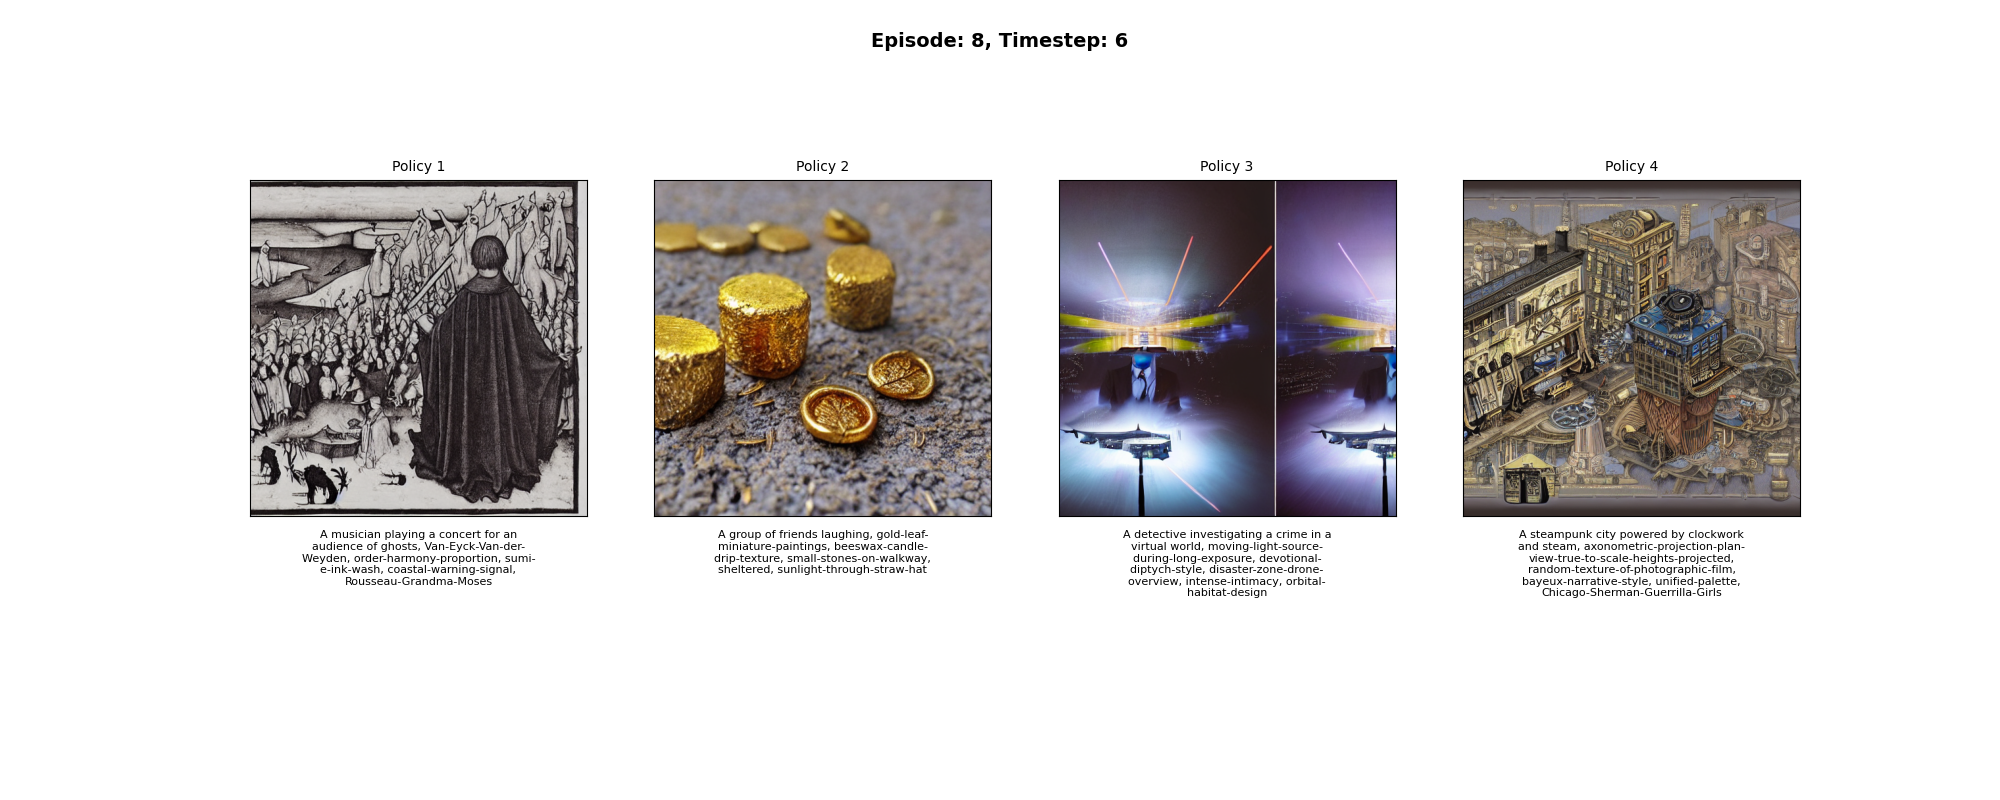 Episode: 8, Timestep: 6
Policy 1
A musician playing a concert for an
audience of ghosts, Van-Eyck-Van-der-
Weyden, order-harmony-proportion, sumi-
e-ink-wash, coastal-warning-signal,
Rousseau-Grandma-Moses
Policy 2
A group of friends laughing, gold-leaf-
miniature-paintings, beeswax-candle-
drip-texture, small-stones-on-walkway,
sheltered, sunlight-through-straw-hat
Policy 3
A detective investigating a crime in a
virtual world, moving-light-source-
during-long-exposure, devotional-
diptych-style, disaster-zone-drone-
overview, intense-intimacy, orbital-
habitat-design
Policy 4
A steampunk city powered by clockwork
and steam, axonometric-projection-plan-
view-true-to-scale-heights-projected,
random-texture-of-photographic-film,
bayeux-narrative-style, unified-palette,
Chicago-Sherman-Guerrilla-Girls